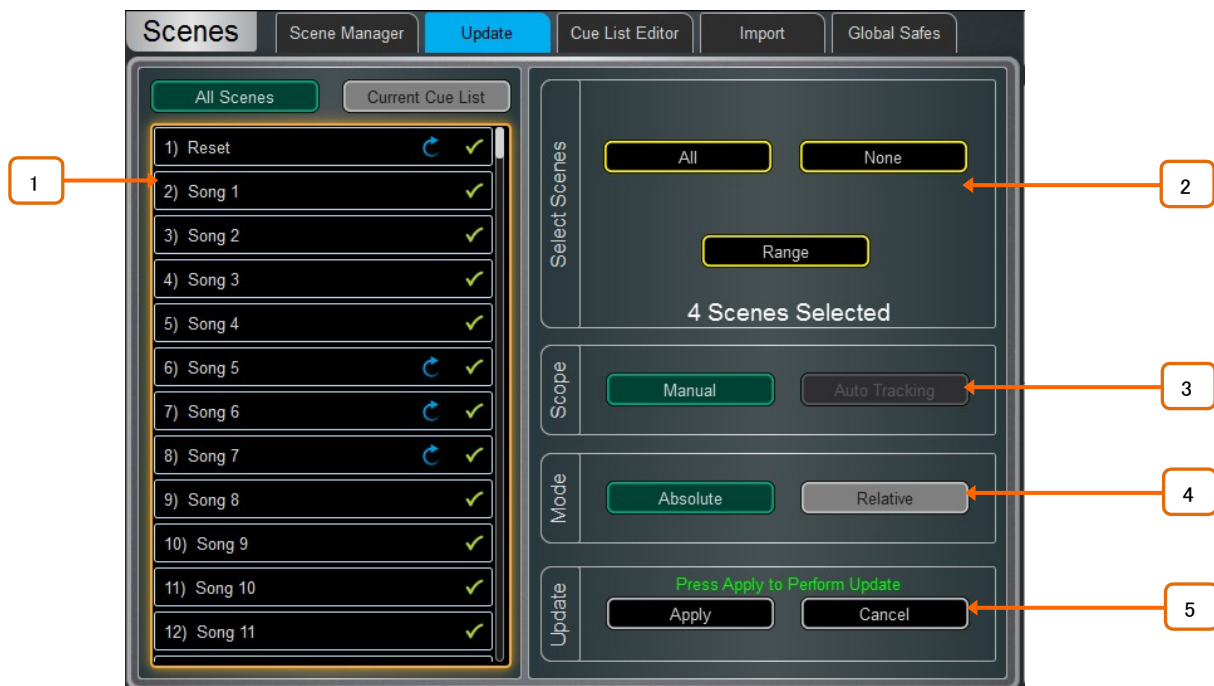 Scenes
Scene Manager
Update
Cue List Editor
Import
Global Safes
All Scenes
Current Cue List
1) Reset
2) Song 1
3) Song 2
4) Song 3
5) Song 4
6) Song 5
7) Song 6
8) Song 7
9) Song 8
10) Song 9
11) Song 10
12) Song 11
1
Select Scenes
All
None
Range
4 Scenes Selected
2
Scope
Manual
Auto Tracking
3
Mode
Absolute
Relative
4
Update
Press Apply to Perform Update
Apply
Cancel
5